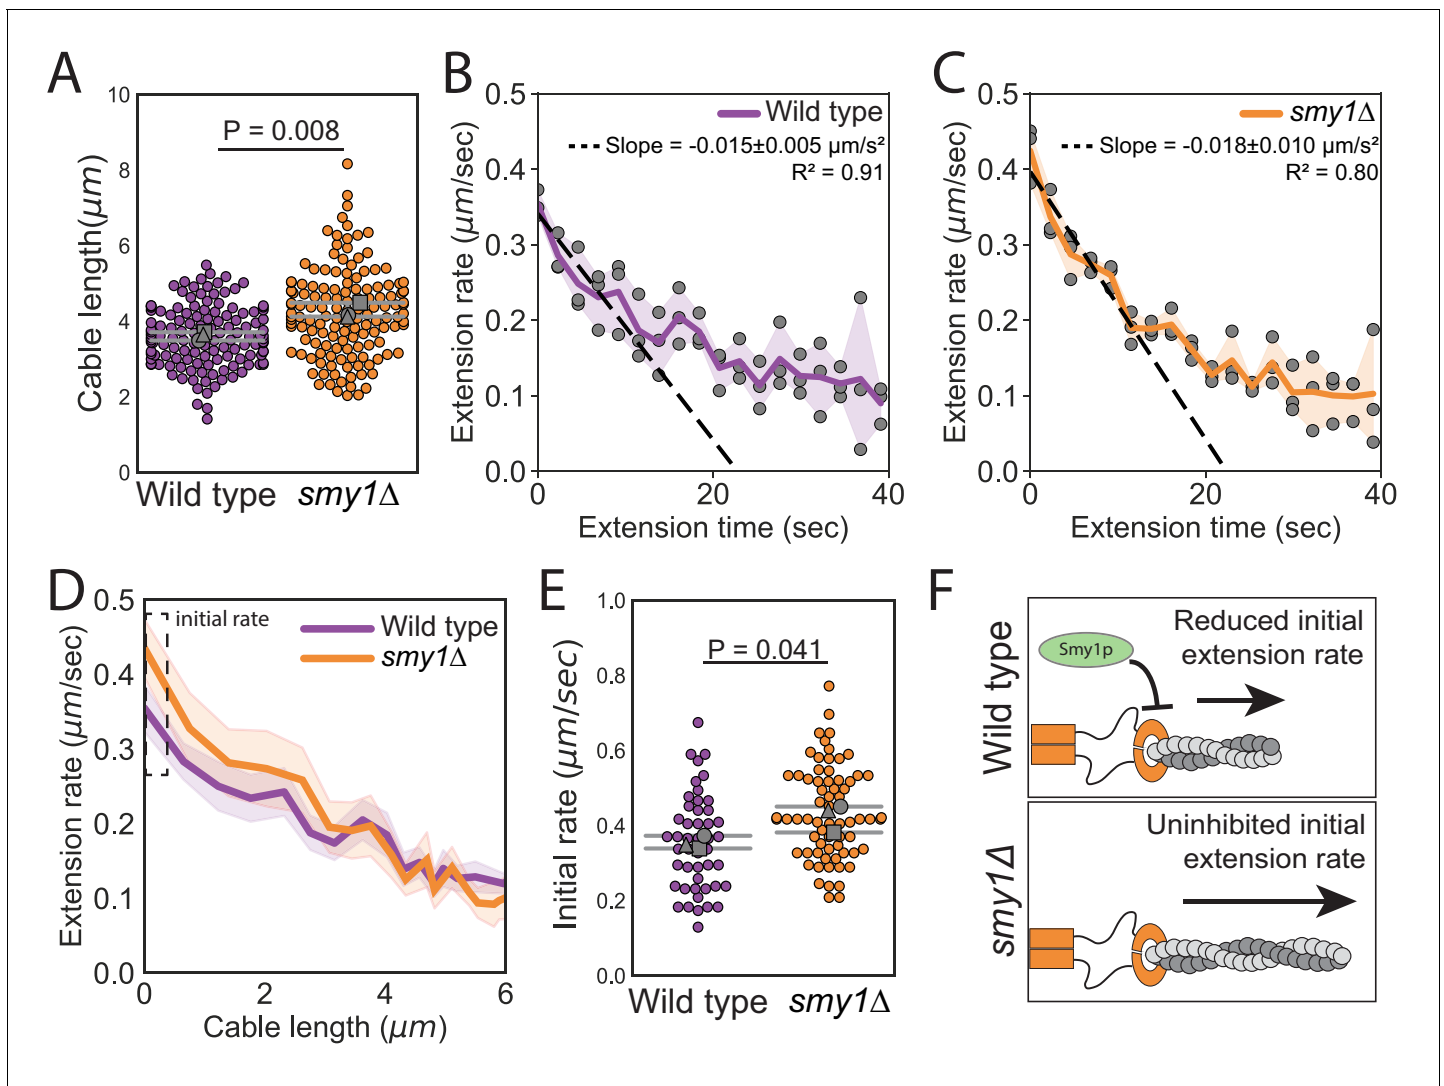 A
10
8
6
4
2
0
Cable length(μm)
P = 0.008
Wild type
smy1Δ
B
0.5
0.4
0.3
0.2
0.1
0.0
Extension rate (μm/sec)
Wild type
Slope = -0.015±0.005 μm/s²
R² = 0.91
0
20
40
Extension time (sec)
C
0.5
0.4
0.3
0.2
0.1
0.0
Extension rate (μm/sec)
smy1Δ
Slope = -0.018±0.010 μm/s²
R² = 0.80
0
20
40
Extension time (sec)
D
0.5
0.4
0.3
0.2
0.1
0.0
Extension rate (μm/sec)
initial rate
Wild type
smy1Δ
0
2
4
6
Cable length (μm)
E
1.0
0.8
0.6
0.4
0.2
0.0
Initial rate (μm/sec)
P = 0.041
Wild type
smy1Δ
F
Wild type
Smy1p
Reduced initial
extension rate
smy1Δ
Uninhibited initial
extension rate